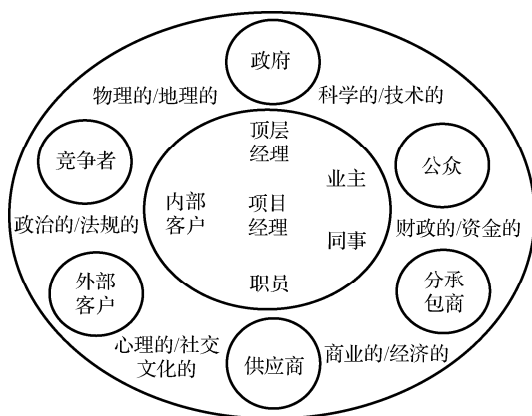 政府
物理的/地理的
科学的/技术的
顶层
经理
竞争者
公众
业主
内部
客户
项目
经理
政治的/法规的
财政的/资金的
同事
外部
客户
职员
分承
包商
心理的/社交
文化的
供应商
商业的/经济的